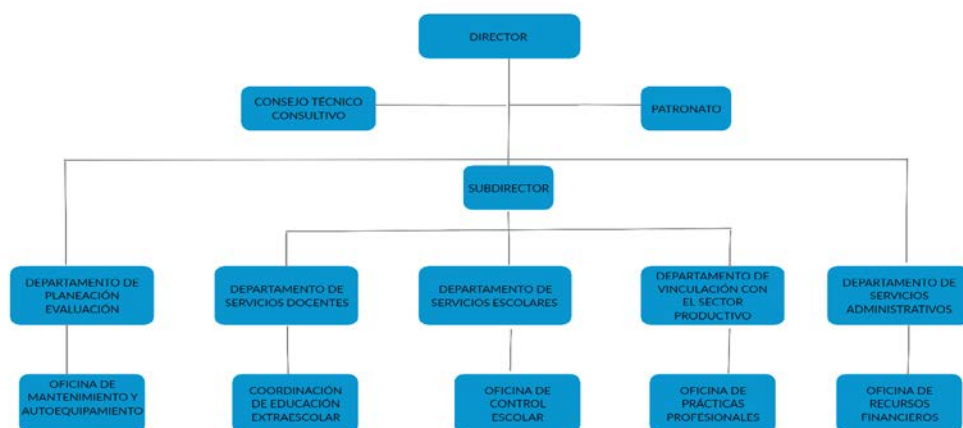 DIRECTOR
CONSEJO TÉCNICO
CONSULTIVO
PATRONATO
SUBDIRECTOR
DEPARTAMENTO DE
PLANEACIÓN
EVALUACIÓN
DEPARTAMENTO DE
SERVICIOS DOCENTES
DEPARTAMENTO DE
SERVICIOS ESCOLARES
DEPARTAMENTO DE
VINCULACIÓN CON
EL SECTOR
PRODUCTIVO
DEPARTAMENTO DE
SERVICIOS
ADMINISTRATIVOS
OFICINA DE
MANTENIMIENTO Y
AUTOEQUIPAMIENTO
COORDINACIÓN
DE EDUCACIÓN
EXTRAESCOLAR
OFICINA DE
CONTROL
ESCOLAR
OFICINA DE
PRÁCTICAS
PROFESIONALES
OFICINA DE
RECURSOS
FINANCIEROS